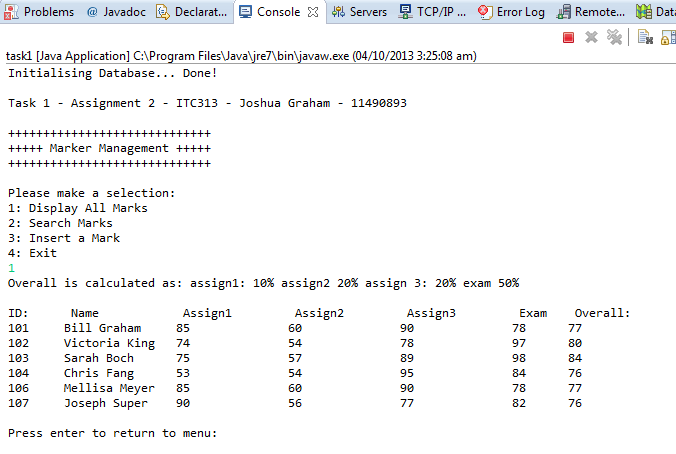 Problems @ Javadoc Declarat... Console Servers TCP/IP ... Error Log Remote... Dat
task1 [Java Application] C:\Program Files\Java\jre7\bin\javaw.exe (04/10/2013 3:25:08 am)
Initialising Database... Done!
Task 1 - Assignment 2 - ITC313 - Joshua Graham - 11490893
+++++++++++++++++++++++++++++
+++++ Marker Management +++++
+++++++++++++++++++++++++++++
Please make a selection:
1: Display All Marks
2: Search Marks
3: Insert a Mark
4: Exit
1
Overall is calculated as: assign1: 10% assign2 20% assign 3: 20% exam 50%
ID: Name Assign1 Assign2 Assign3 Exam Overall:
101 Bill Graham 85 60 90 78 77
102 Victoria King 74 54 78 97 80
103 Sarah Boch 75 57 89 98 84
104 Chris Fang 53 54 95 84 76
106 Mellisa Meyer 85 60 90 78 77
107 Joseph Super 90 56 77 82 76
Press enter to return to menu: